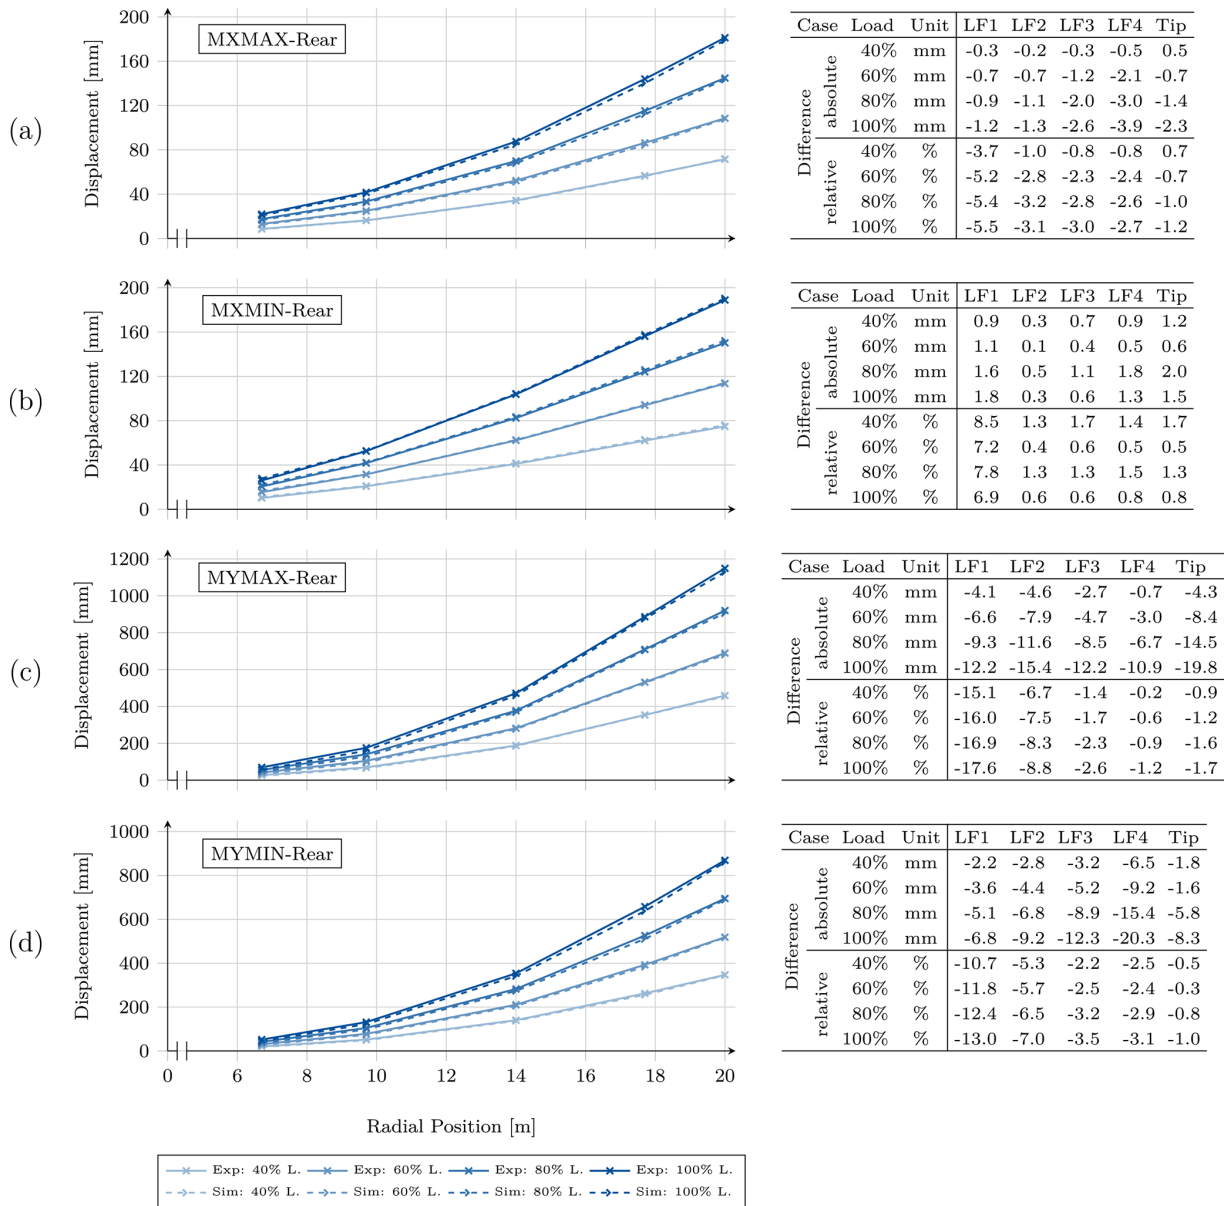 (a)
Displacement [mm]
200
160
120
80
40
0
MXMAX-Rear
Case Load Unit LF1 LF2 LF3 LF4 Tip
Difference
absolute
40% mm -0.3 -0.2 -0.3 -0.5 0.5
60% mm -0.7 -0.7 -1.2 -2.1 -0.7
80% mm -0.9 -1.1 -2.0 -3.0 -1.4
100% mm -1.2 -1.3 -2.6 -3.9 -2.3
relative
40% % -3.7 -1.0 -0.8 -0.8 0.7
60% % -5.2 -2.8 -2.3 -2.4 -0.7
80% % -5.4 -3.2 -2.8 -2.6 -1.0
100% % -5.5 -3.1 -3.0 -2.7 -1.2
(b)
Displacement [mm]
200
160
120
80
40
0
MXMIN-Rear
Case Load Unit LF1 LF2 LF3 LF4 Tip
Difference
absolute
40% mm 0.9 0.3 0.7 0.9 1.2
60% mm 1.1 0.1 0.4 0.5 0.6
80% mm 1.6 0.5 1.1 1.8 2.0
100% mm 1.8 0.3 0.6 1.3 1.5
relative
40% % 8.5 1.3 1.7 1.4 1.7
60% % 7.2 0.4 0.6 0.5 0.5
80% % 7.8 1.3 1.3 1.5 1.3
100% % 6.9 0.6 0.6 0.8 0.8
(c)
Displacement [mm]
1200
1000
800
600
400
200
0
MYMAX-Rear
Case Load Unit LF1 LF2 LF3 LF4 Tip
Difference
absolute
40% mm -4.1 -4.6 -2.7 -0.7 -4.3
60% mm -6.6 -7.9 -4.7 -3.0 -8.4
80% mm -9.3 -11.6 -8.5 -6.7 -14.5
100% mm -12.2 -15.4 -12.2 -10.9 -19.8
relative
40% % -15.1 -6.7 -1.4 -0.2 -0.9
60% % -16.0 -7.5 -1.7 -0.6 -1.2
80% % -16.9 -8.3 -2.3 -0.9 -1.6
100% % -17.6 -8.8 -2.6 -1.2 -1.7
(d)
Displacement [mm]
1000
800
600
400
200
0
MYMIN-Rear
Case Load Unit LF1 LF2 LF3 LF4 Tip
Difference
absolute
40% mm -2.2 -2.8 -3.2 -6.5 -1.8
60% mm -3.6 -4.4 -5.2 -9.2 -1.6
80% mm -5.1 -6.8 -8.9 -15.4 -5.8
100% mm -6.8 -9.2 -12.3 -20.3 -8.3
relative
40% % -10.7 -5.3 -2.2 -2.5 -0.5
60% % -11.8 -5.7 -2.5 -2.4 -0.3
80% % -12.4 -6.5 -3.2 -2.9 -0.8
100% % -13.0 -7.0 -3.5 -3.1 -1.0
0 6 8 10 12 14 16 18 20
Radial Position [m]
Exp: 40% L. Exp: 60% L. Exp: 80% L. Exp: 100% L.
Sim: 40% L. Sim: 60% L. Sim: 80% L. Sim: 100% L.